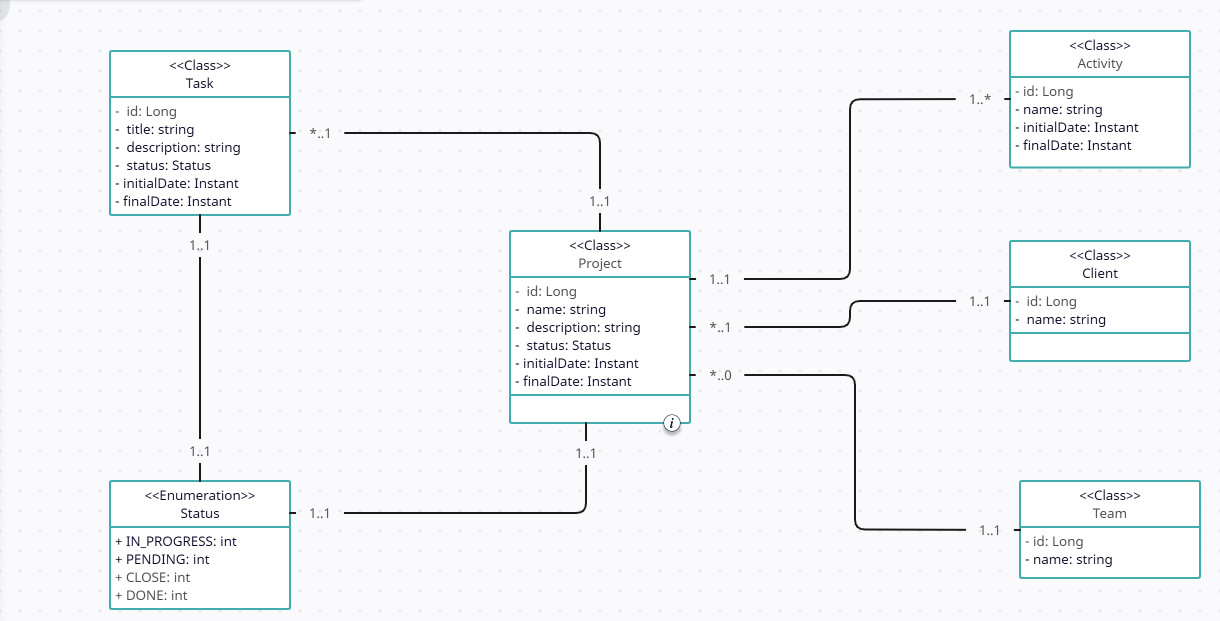 <<Class>>
Task
- id: Long
- title: string
- description: string
- status: Status
- initialDate: Instant
- finalDate: Instant
*..1
1..1
1..1
1..1
<<Enumeration>>
Status
+ IN_PROGRESS: int
+ PENDING: int
+ CLOSE: int
+ DONE: int
1..1
1..1
<<Class>>
Project
- id: Long
- name: string
- description: string
- status: Status
- initialDate: Instant
- finalDate: Instant
i
1..1
*..1
*..0
1..*
<<Class>>
Activity
- id: Long
- name: string
- initialDate: Instant
- finalDate: Instant
1..1
<<Class>>
Client
- id: Long
- name: string
1..1
<<Class>>
Team
- id: Long
- name: string